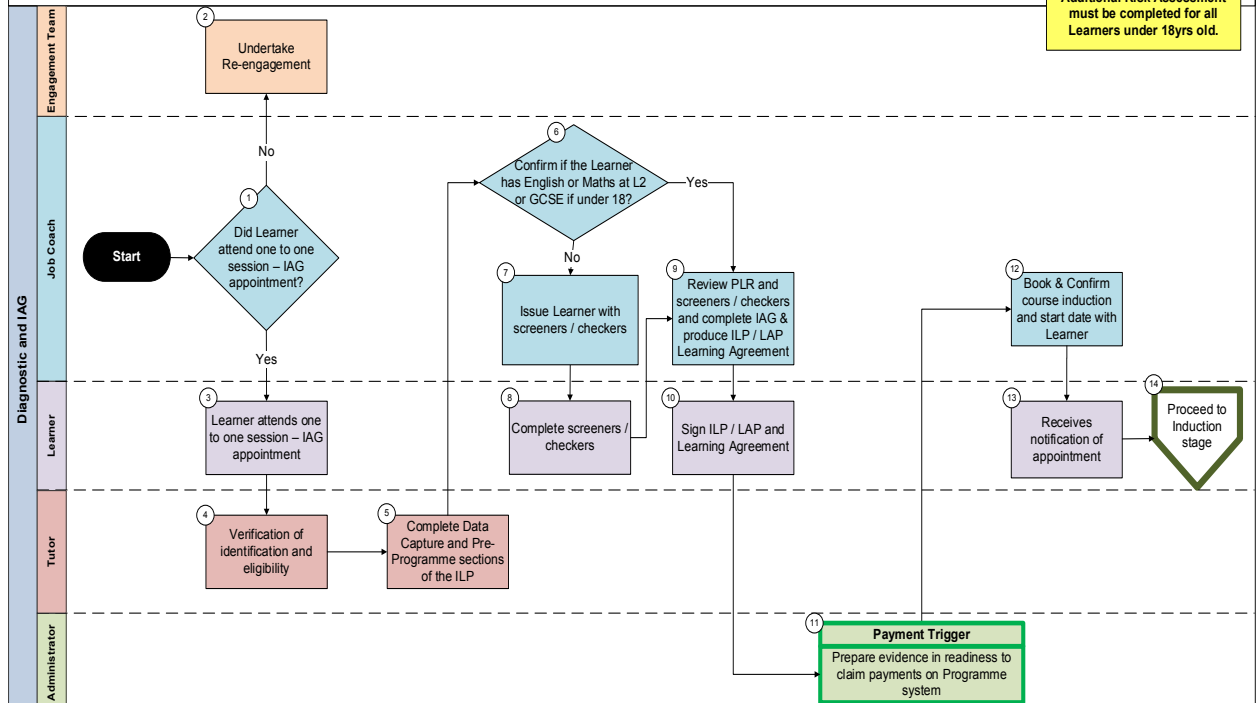 Additional Risk Assessment
must be completed for all
Learners under 18yrs old.
Diagnostic and IAG
Engagement Team
2
Undertake
Re-engagement
Job Coach
No
Start
1
Did Learner
attend one to one
session – IAG
appointment?
Yes
6
Confirm if the Learner
has English or Maths at L2
or GCSE if under 18?
Yes
No
7
Issue Learner with
screeners / checkers
9
Review PLR and
screeners / checkers
and complete IAG &
produce ILP / LAP
Learning Agreement
12
Book & Confirm
course induction
and start date with
Learner
Learner
3
Learner attends one
to one session – IAG
appointment
8
Complete screeners /
checkers
10
Sign ILP / LAP and
Learning Agreement
13
Receives
notification of
appointment
14
Proceed to
Induction
stage
Tutor
4
Verification of
identification and
eligibility
5
Complete Data
Capture and Pre-
Programme sections
of the ILP
Administrator
11
Payment Trigger
Prepare evidence in readiness to
claim payments on Programme
system